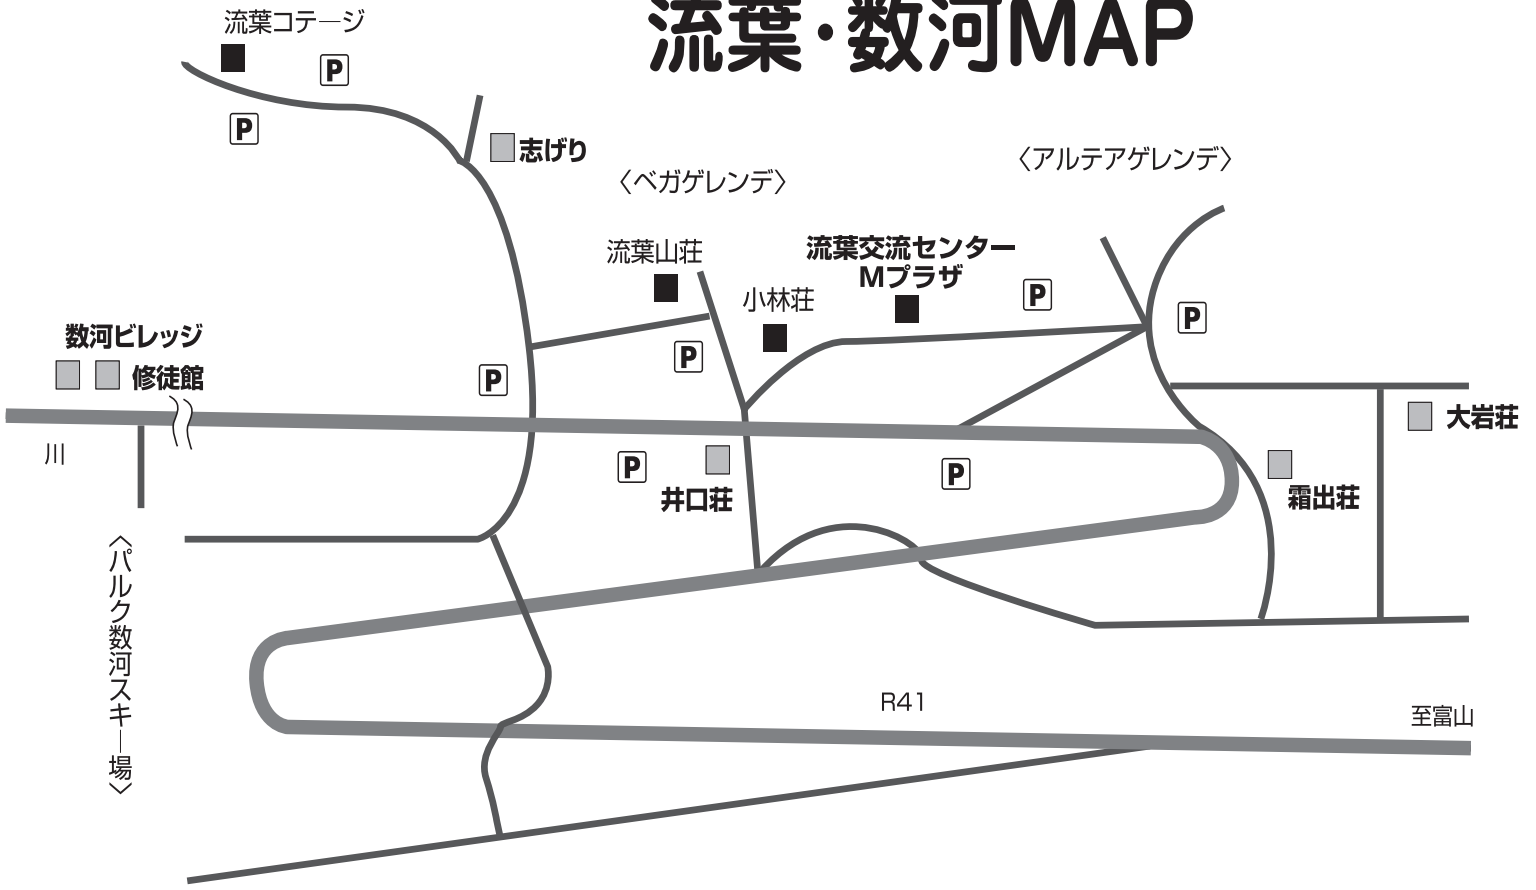 流葉・数河MAP
流葉コテージ
P
P
志げり
〈アルテアゲレンデ〉
〈ベガゲレンデ〉
流葉山荘
流葉交流センター
Mプラザ
小林荘
P
P
数河ビレッジ
修徒館
P
P
大岩荘
川
P
井口荘
P
霜出荘
〈パルク数河スキー場〉
R41
至富山